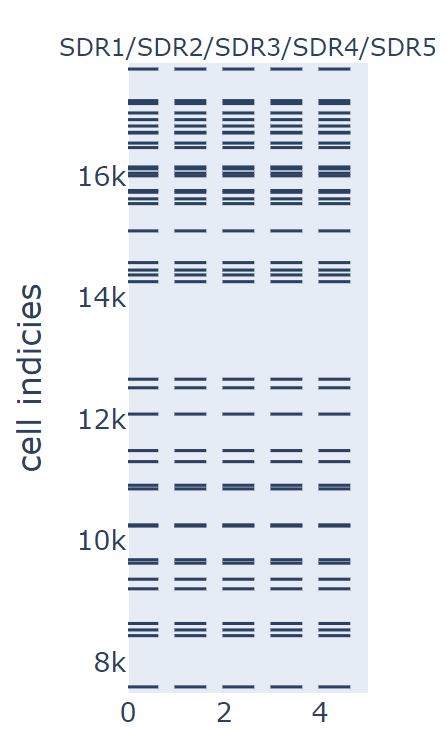 SDR1/SDR2/SDR3/SDR4/SDR5
16k
14k
12k
10k
8k
cell indicies
0 2 4